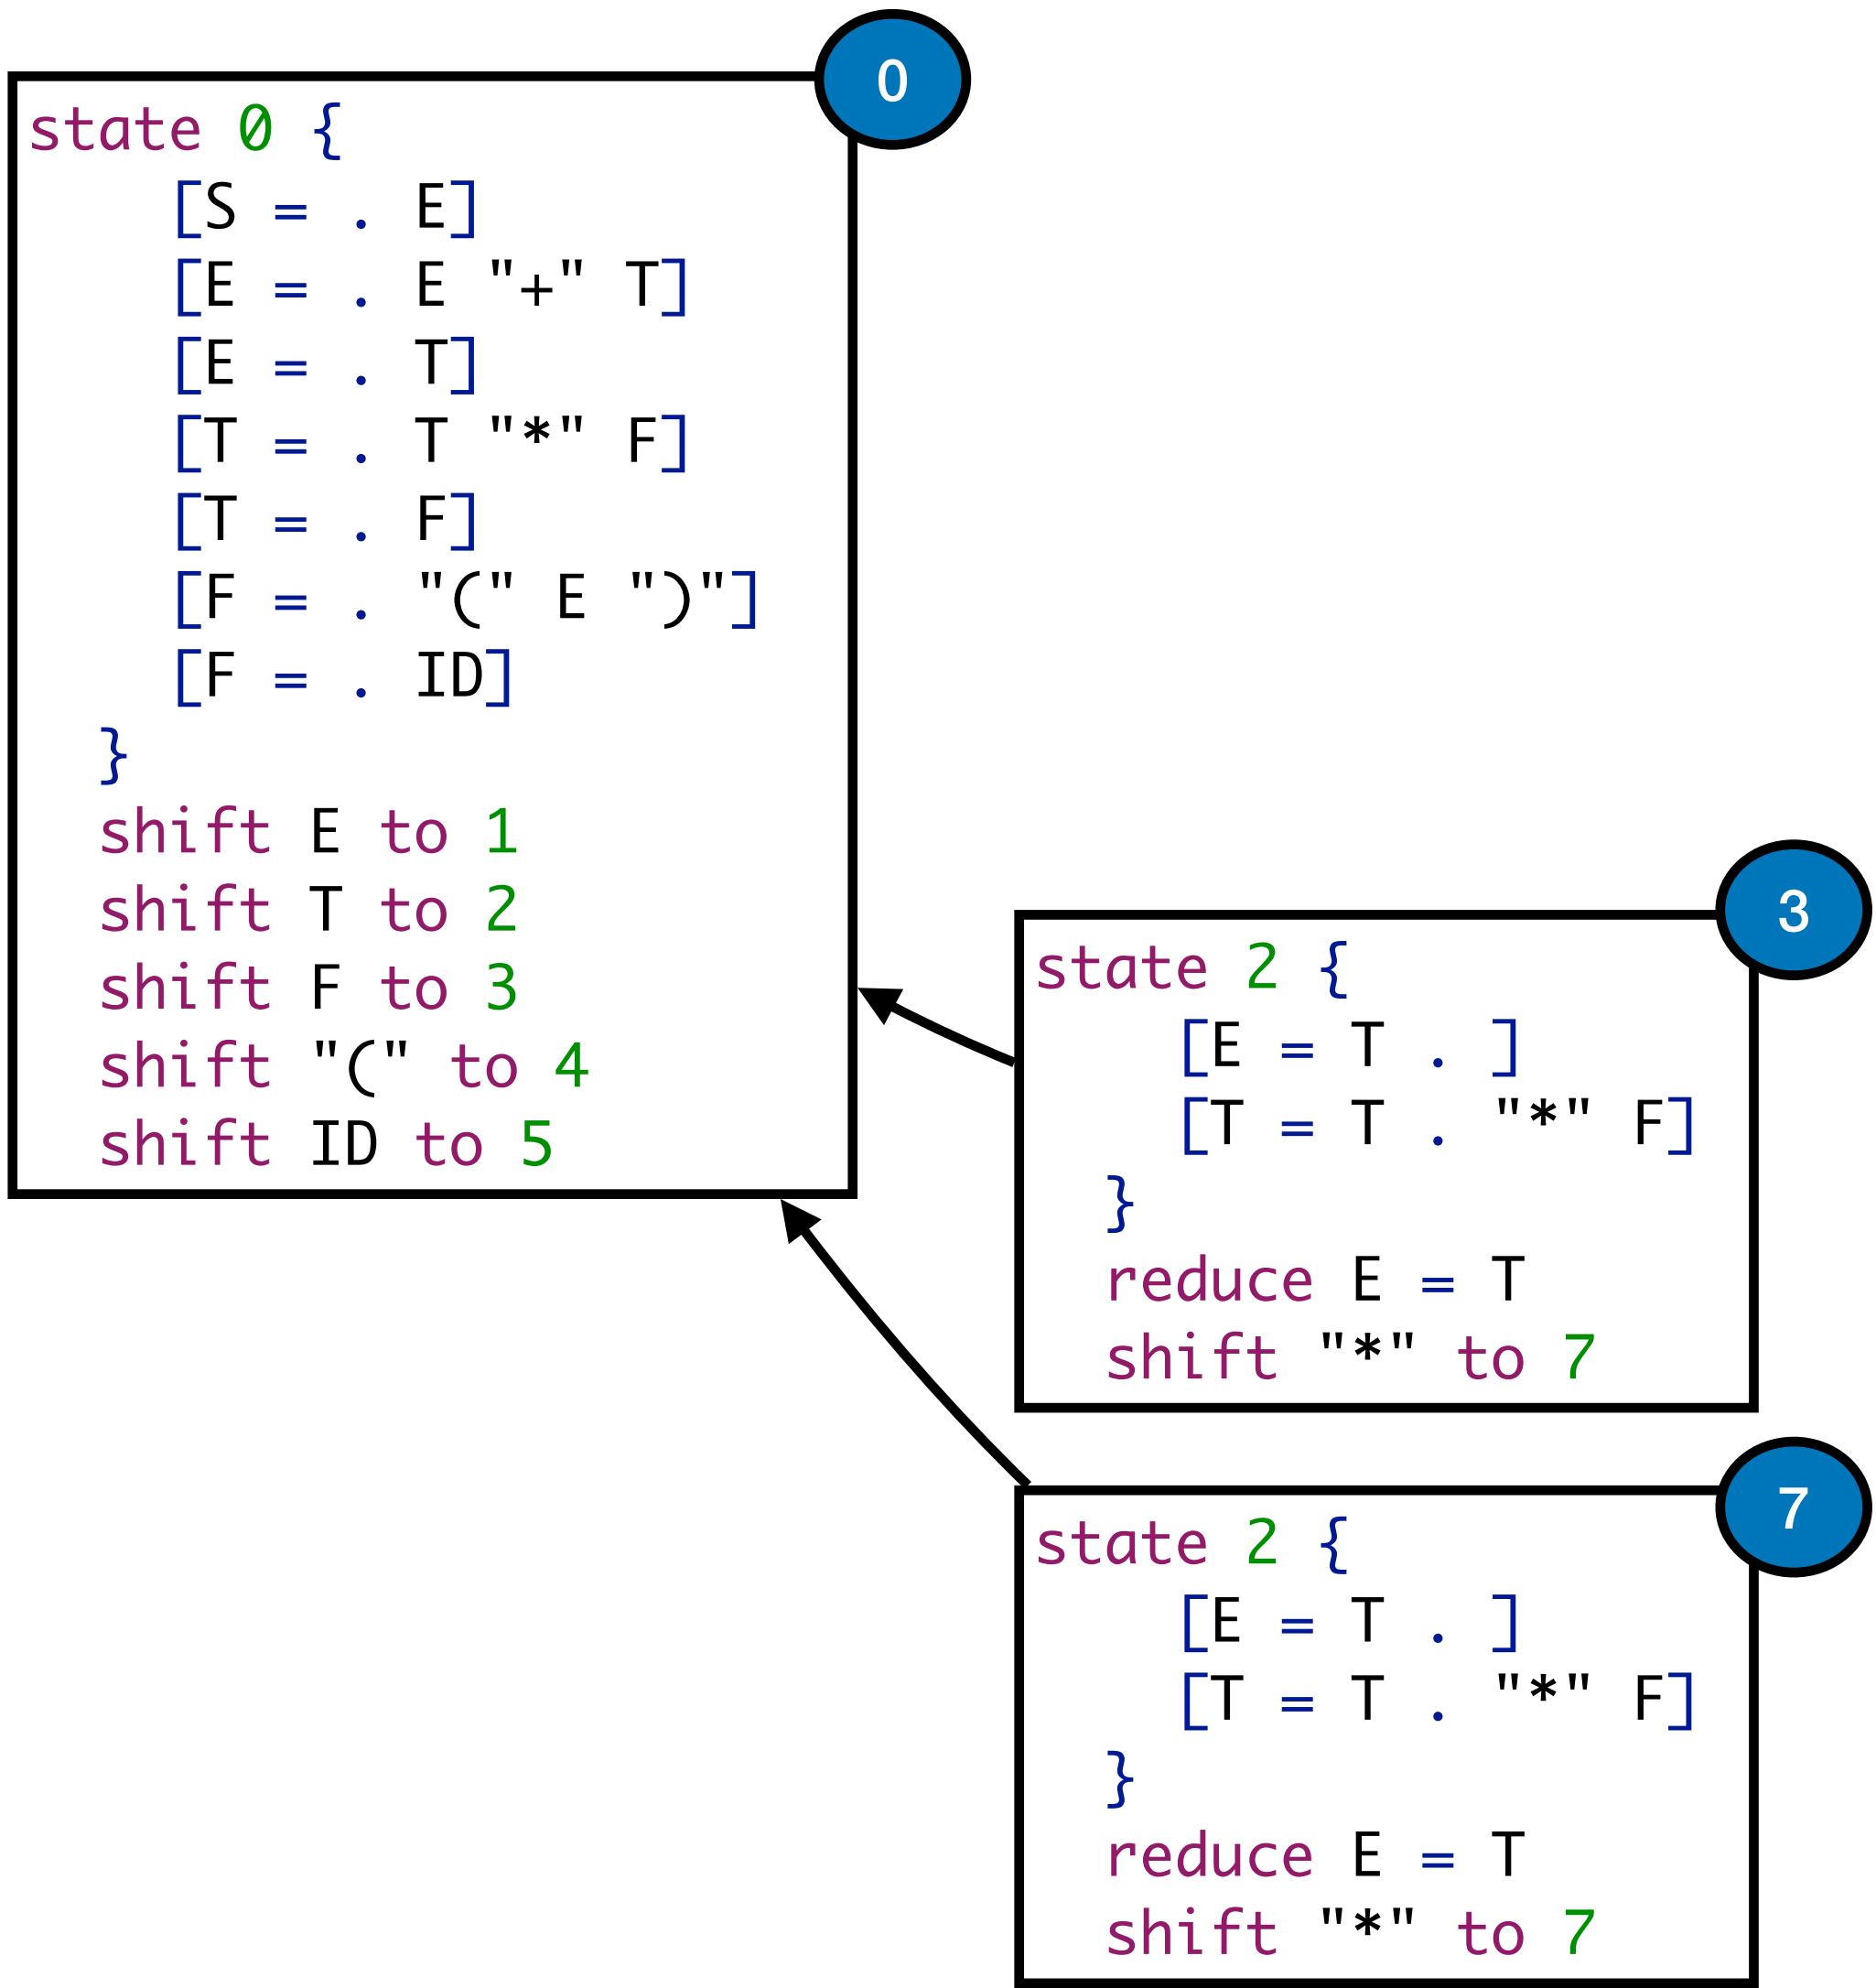 0
state 0 {
[S = . E]
[E = . E "+" T]
[E = . T]
[T = . T "*" F]
[T = . F]
[F = . "(" E ")"]
[F = . ID]
}
shift E to 1
shift T to 2
shift F to 3
shift "(" to 4
shift ID to 5
3
state 2 {
[E = T . ]
[T = T . "*" F]
}
reduce E = T
shift "*" to 7
7
state 2 {
[E = T . ]
[T = T . "*" F]
}
reduce E = T
shift "*" to 7